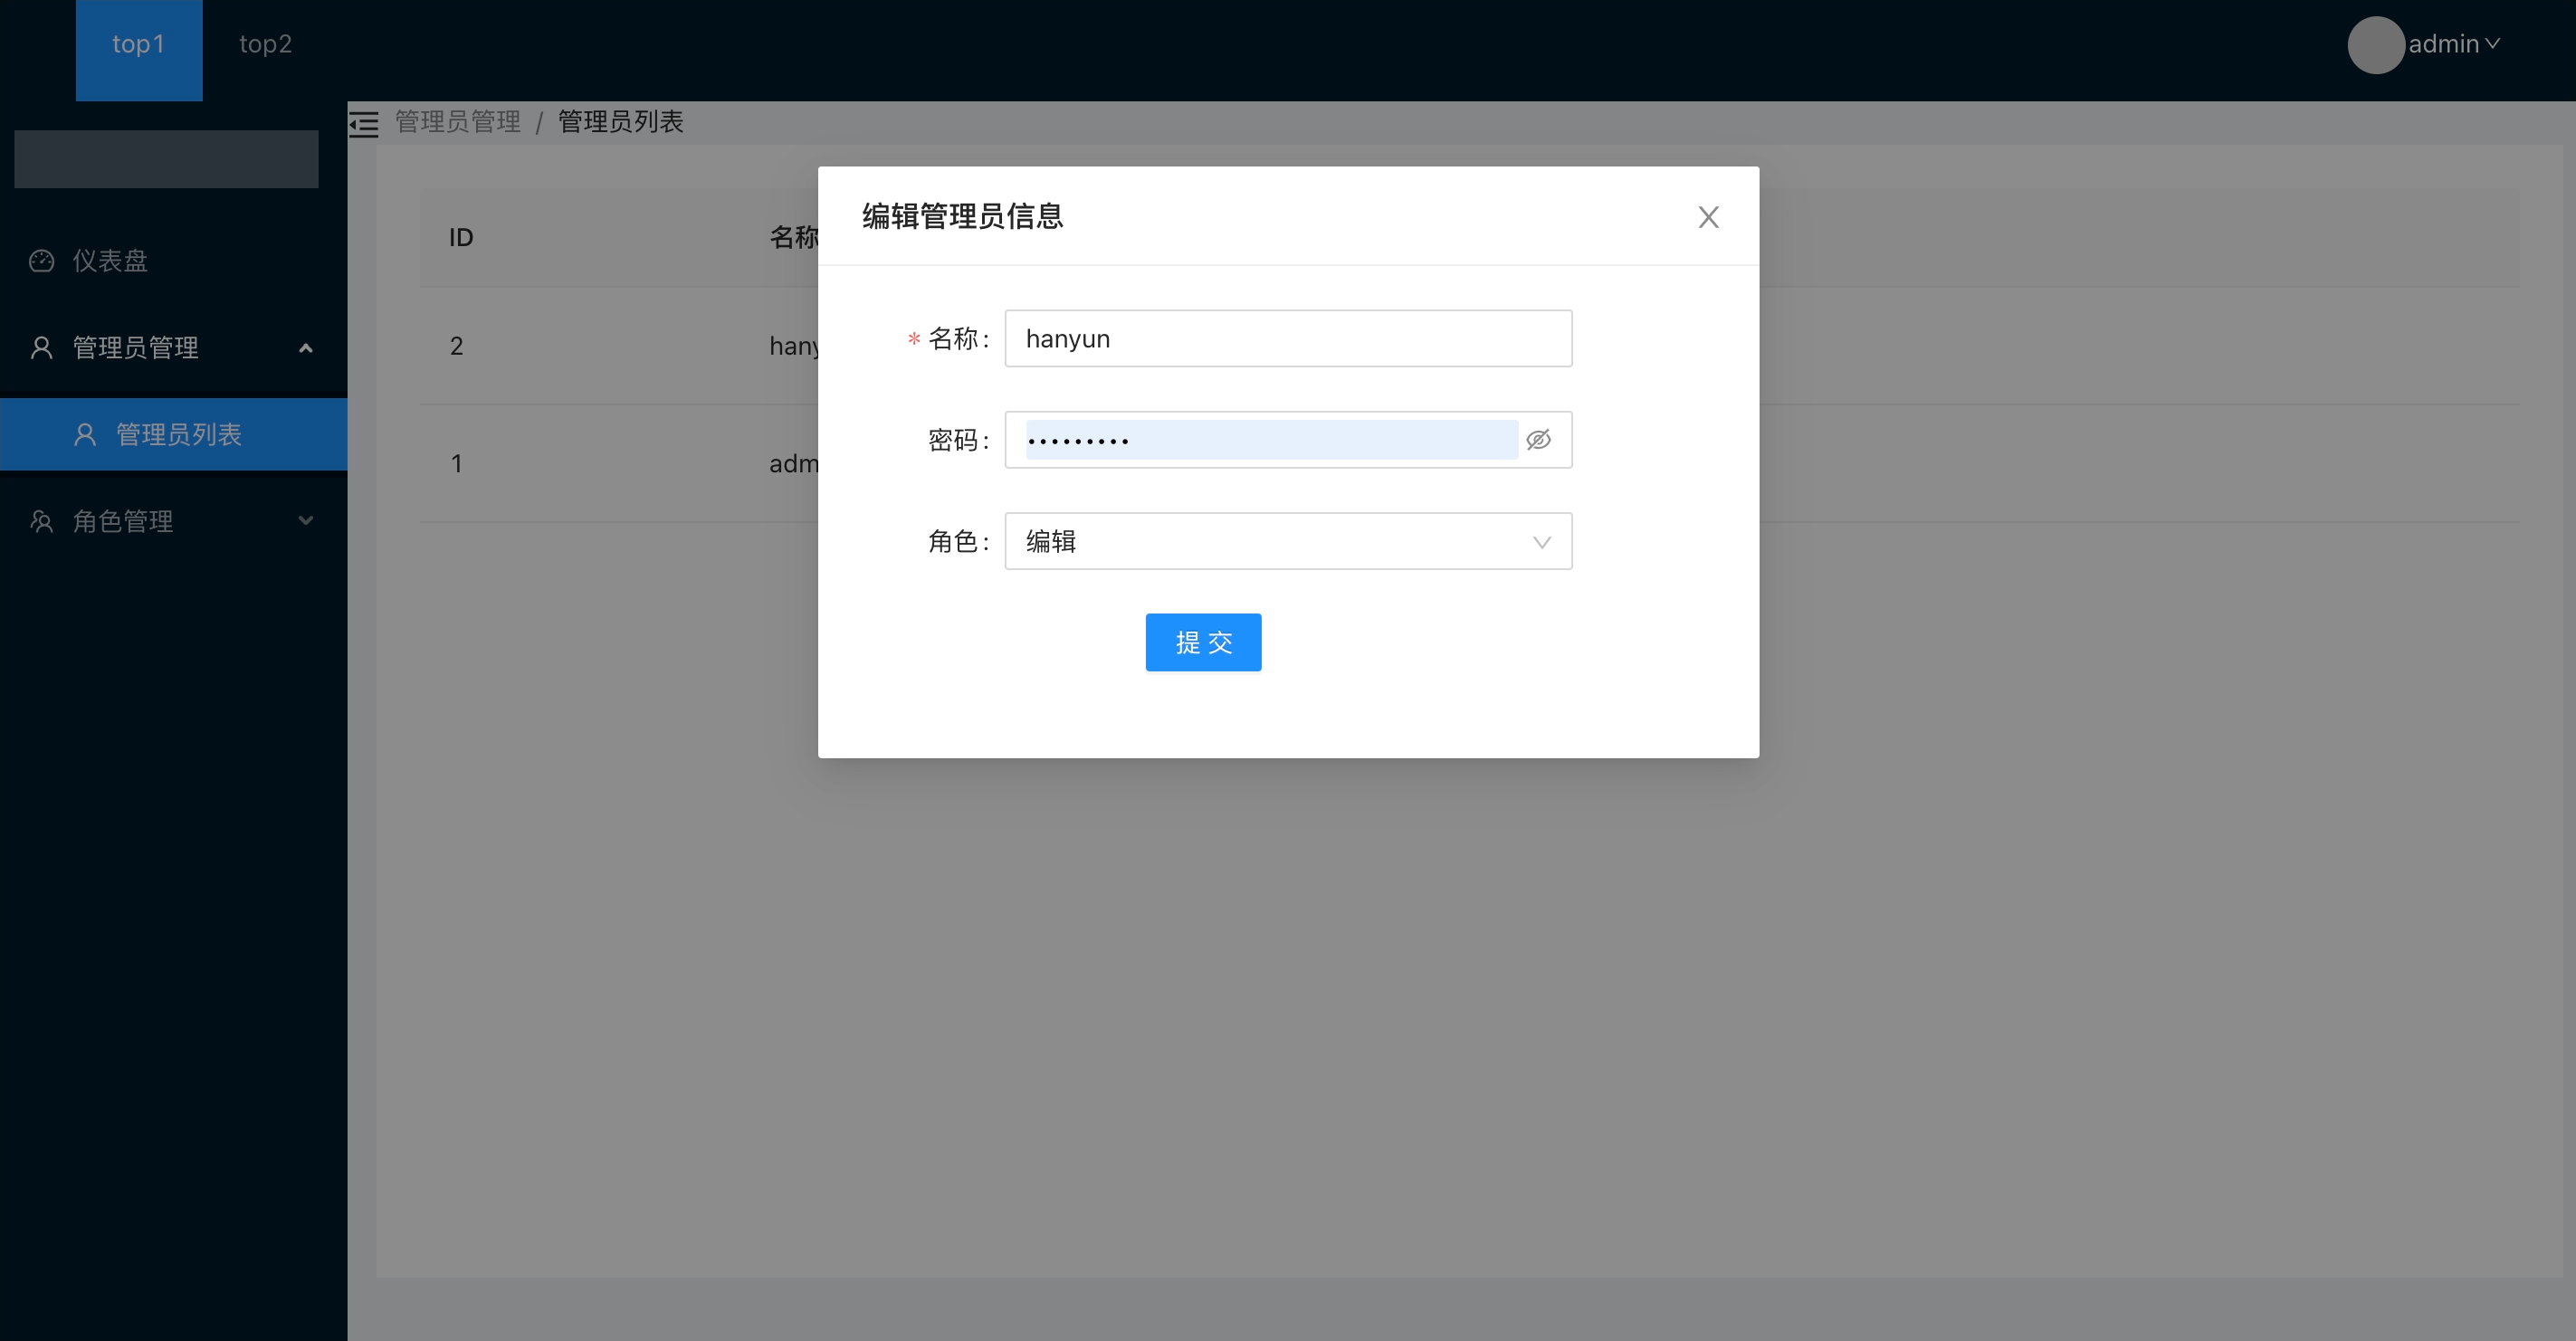 top1 top2 admin
管理员管理 / 管理员列表
仪表盘
管理员管理
管理员列表
角色管理
ID 名称
2 hany
1 adm
编辑管理员信息
* 名称:
hanyun
密码:
•••••••••
角色:
编辑
提 交